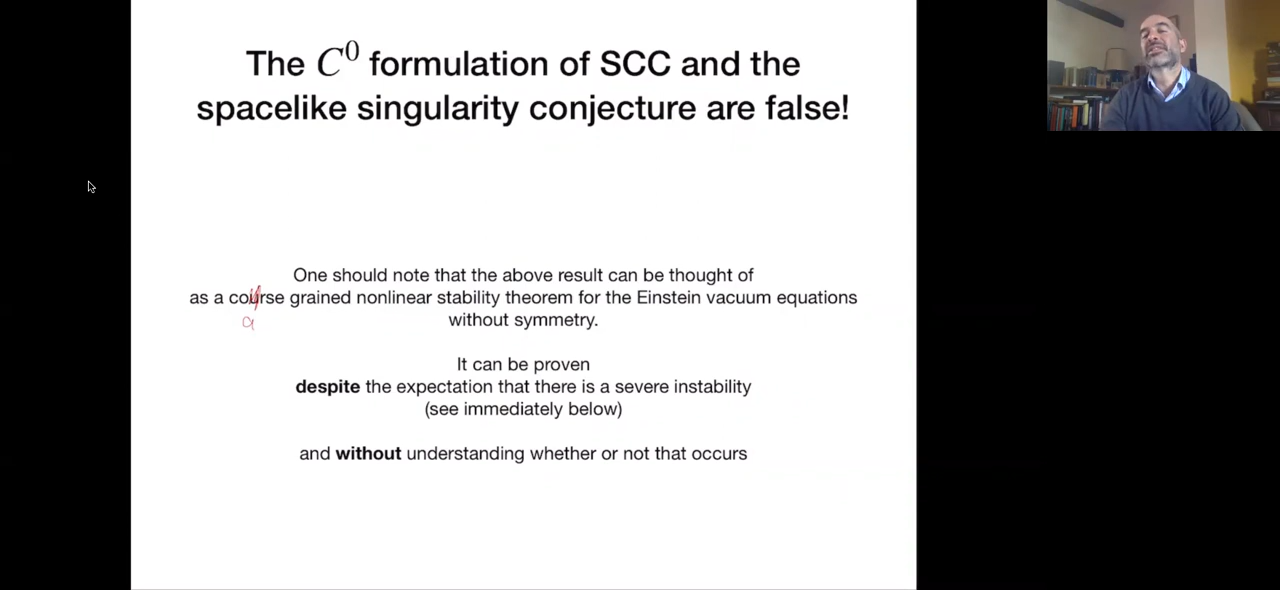 The C⁰ formulation of SCC and the
spacelike singularity conjecture are false!
One should note that the above result can be thought of
as a course grained nonlinear stability theorem for the Einstein vacuum equations
a
without symmetry.
It can be proven
despite the expectation that there is a severe instability
(see immediately below)
and without understanding whether or not that occurs